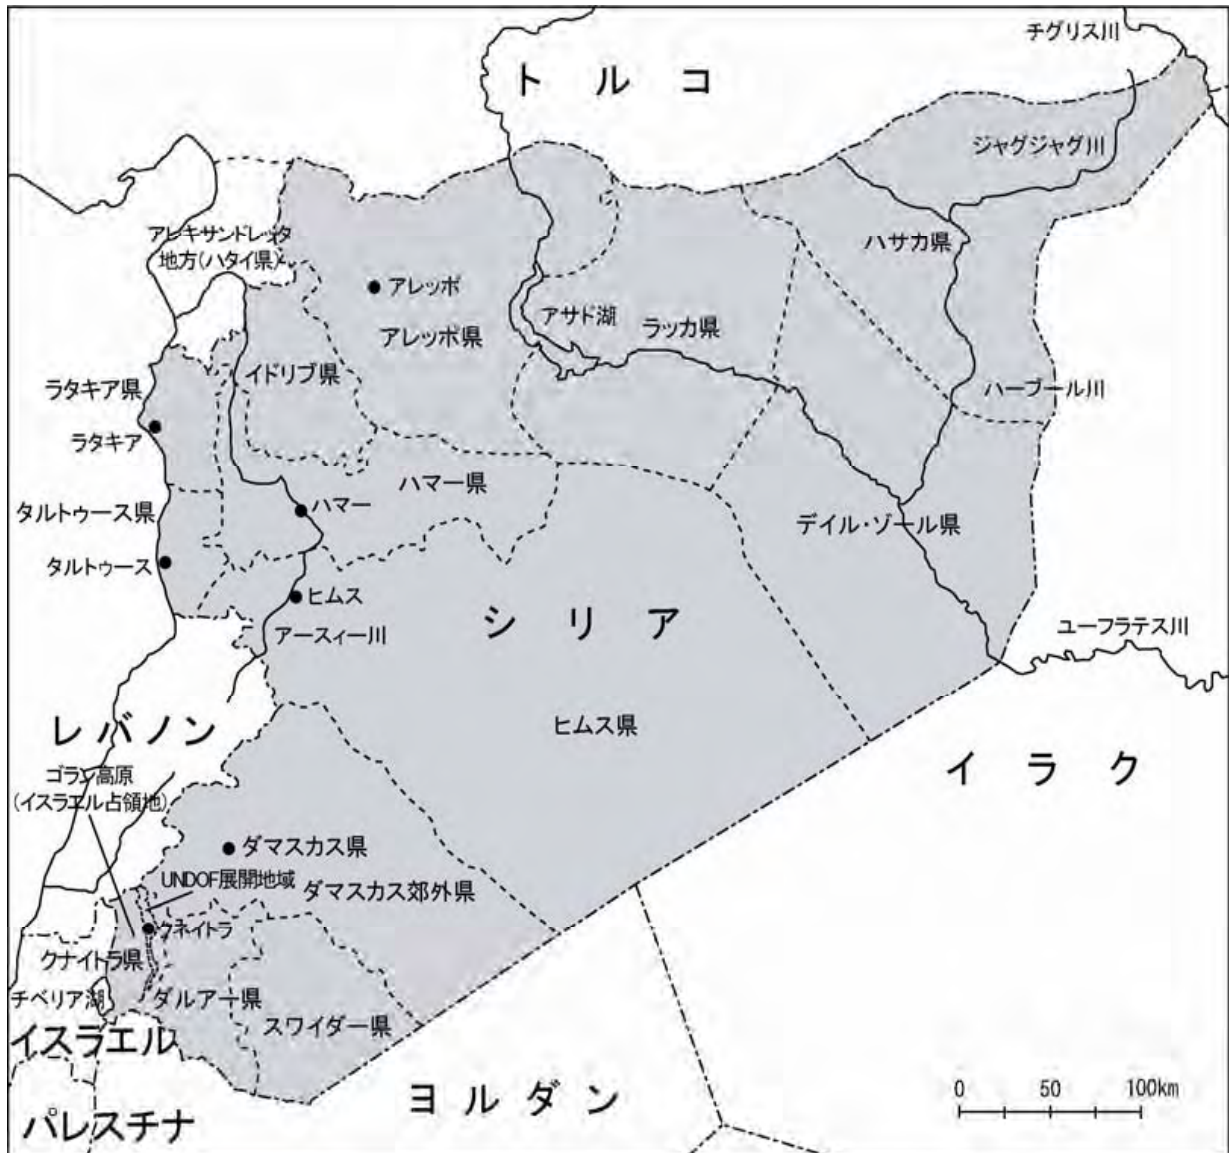 チグリス川
トルコ
ジャグジャグ川
アレキサンドレッタ
地方(ハタイ県)
ハサカ県
アレッポ
アサド湖
ラッカ県
アレッポ県
イドリブ県
ラタキア県
ハーブール川
ラタキア
ハマー県
タルトゥース県
ハマー
デイル・ゾール県
タルトゥース
ヒムス
シリア
アースィー川
ユーフラテス川
レバノン
ヒムス県
イラク
ゴラン高原
(イスラエル占領地)
ダマスカス県
UNDOF展開地域
ダマスカス郊外県
クネイトラ
クナイトラ県
チベリア湖
ダルアー県
スワイダー県
イスラエル
ヨルダン
0 50 100km
パレスチナ